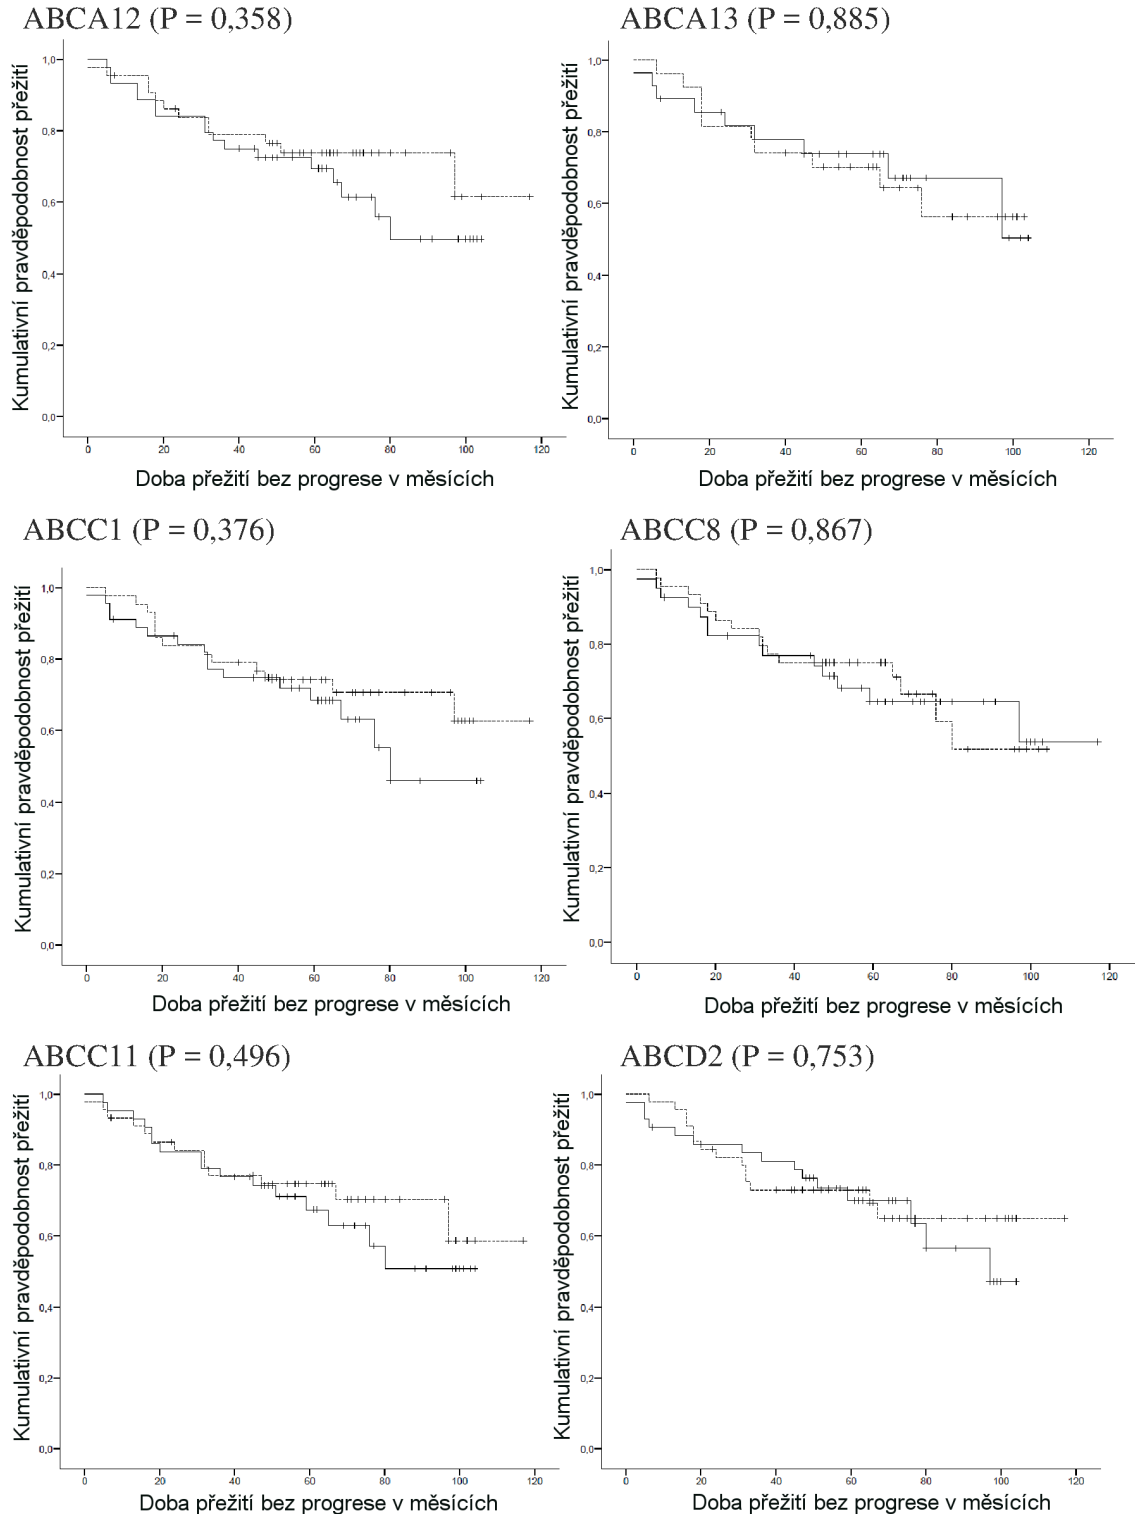 ABCA12 (P = 0,358)
Kumulativní pravděpodobnost přežití
1,0
0,8
0,6
0,4
0,2
0,0
0 20 40 60 80 100 120
Doba přežití bez progrese v měsících
ABCA13 (P = 0,885)
Kumulativní pravděpodobnost přežití
1,0
0,8
0,6
0,4
0,2
0,0
0 20 40 60 80 100 120
Doba přežití bez progrese v měsících
ABCC1 (P = 0,376)
Kumulativní pravděpodobnost přežití
1,0
0,8
0,6
0,4
0,2
0,0
0 20 40 60 80 100 120
Doba přežití bez progrese v měsících
ABCC8 (P = 0,867)
Kumulativní pravděpodobnost přežití
1,0
0,8
0,6
0,4
0,2
0,0
0 20 40 60 80 100 120
Doba přežití bez progrese v měsících
ABCC11 (P = 0,496)
Kumulativní pravděpodobnost přežití
1,0
0,8
0,6
0,4
0,2
0,0
0 20 40 60 80 100 120
Doba přežití bez progrese v měsících
ABCD2 (P = 0,753)
Kumulativní pravděpodobnost přežití
1,0
0,8
0,6
0,4
0,2
0,0
0 20 40 60 80 100 120
Doba přežití bez progrese v měsících